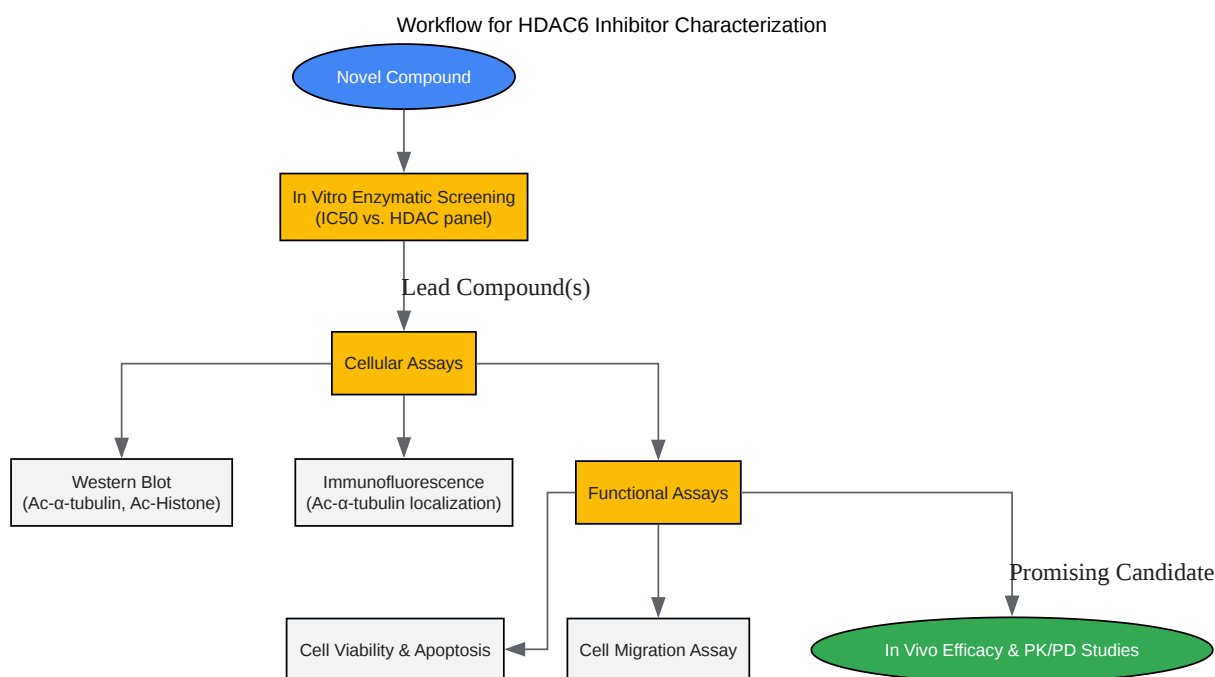 Workflow for HDAC6 Inhibitor Characterization
Novel Compound
In Vitro Enzymatic Screening
(IC50 vs. HDAC panel)
Lead Compound(s)
Cellular Assays
Western Blot
(Ac-α-tubulin, Ac-Histone)
Immunofluorescence
(Ac-α-tubulin localization)
Functional Assays
Promising Candidate
Cell Viability & Apoptosis
Cell Migration Assay
In Vivo Efficacy & PK/PD Studies